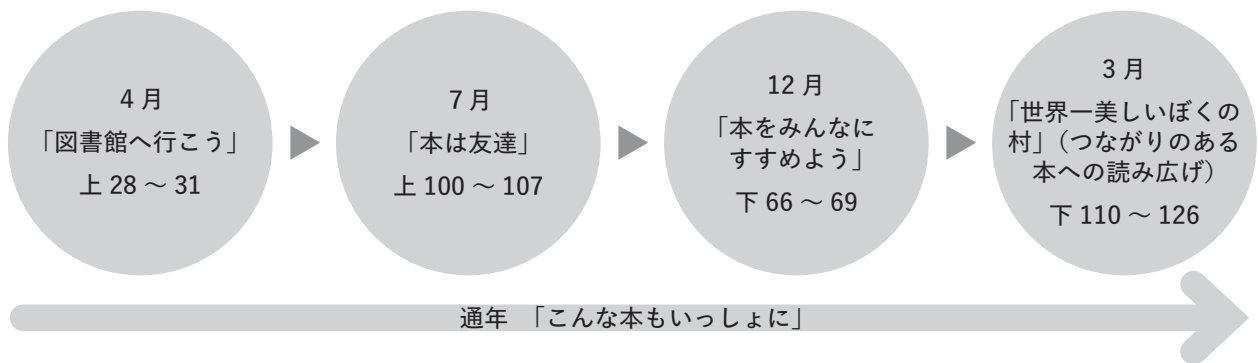 4月
「図書館へ行こう」
上 28 ～ 31
7月
「本は友達」
上 100 ～ 107
12月
「本をみんなに
すすめよう」
下 66 ～ 69
3月
「世界一美しいぼくの
村」（つながりのある
本への読み広げ）
下 110 ～ 126
通年 「こんな本もいっしょに」